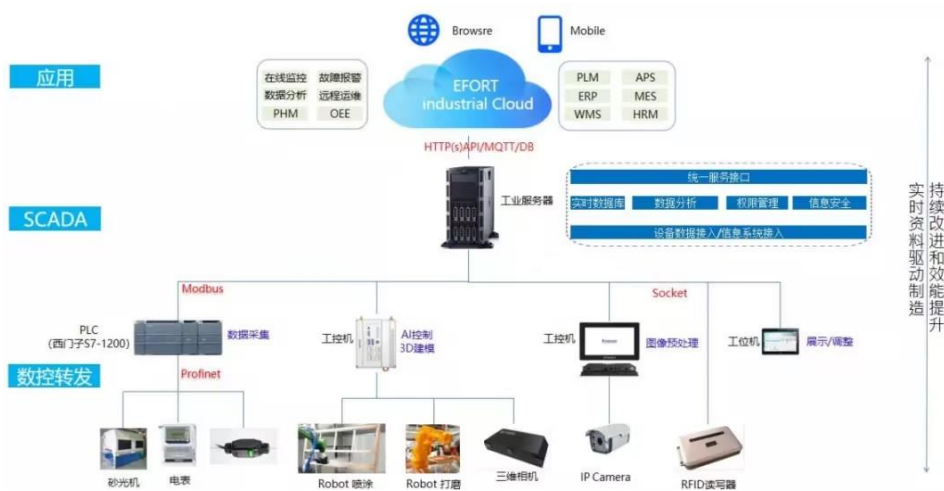 Browsre
Mobile
应用
在线监控 故障报警
数据分析 远程运维
PHM OEE
EFORT
industrial Cloud
PLM APS
ERP MES
WMS HRM
HTTP(s)API/MQTT/DB
SCADA
工业服务器
统一服务接口
实时数据库 数据分析 权限管理 信息安全
设备数据接入/信息系统接入
持续改进和效能提升
实时资料驱动制造
Modbus
Socket
PLC
(西门子S7-1200)
数据采集
工控机
AI控制
3D建模
工控机
图像预处理
工位机
展示/调整
数控转发
Profinet
砂光机
电表
Robot 喷涂
Robot 打磨
三维相机
IP Camera
RFID读写器